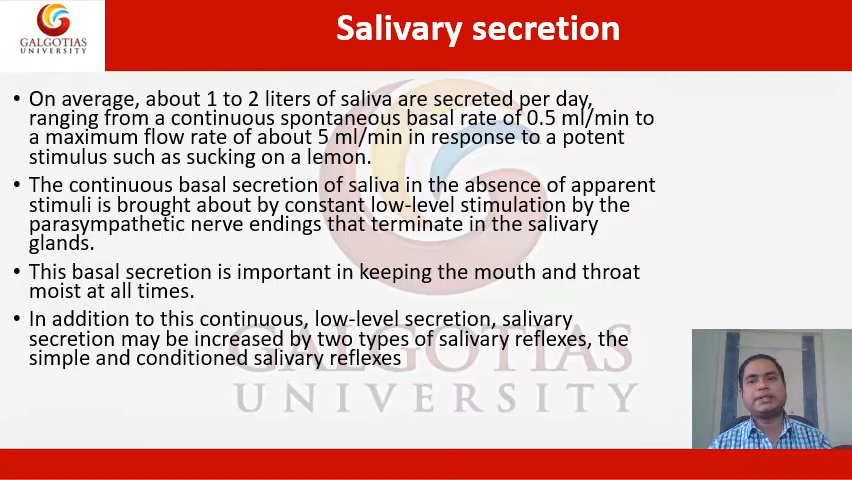 GALGOTIAS
UNIVERSITY
Salivary secretion
• On average, about 1 to 2 liters of saliva are secreted per day,
ranging from a continuous spontaneous basal rate of 0.5 ml/min to
a maximum flow rate of about 5 ml/min in response to a potent
stimulus such as sucking on a lemon.
• The continuous basal secretion of saliva in the absence of apparent
stimuli is brought about by constant low-level stimulation by the
parasympathetic nerve endings that terminate in the salivary
glands.
• This basal secretion is important in keeping the mouth and throat
moist at all times.
• In addition to this continuous, low-level secretion, salivary
secretion may be increased by two types of salivary reflexes, the
simple and conditioned salivary reflexes
GALGOTIAS
UNIVERSITY